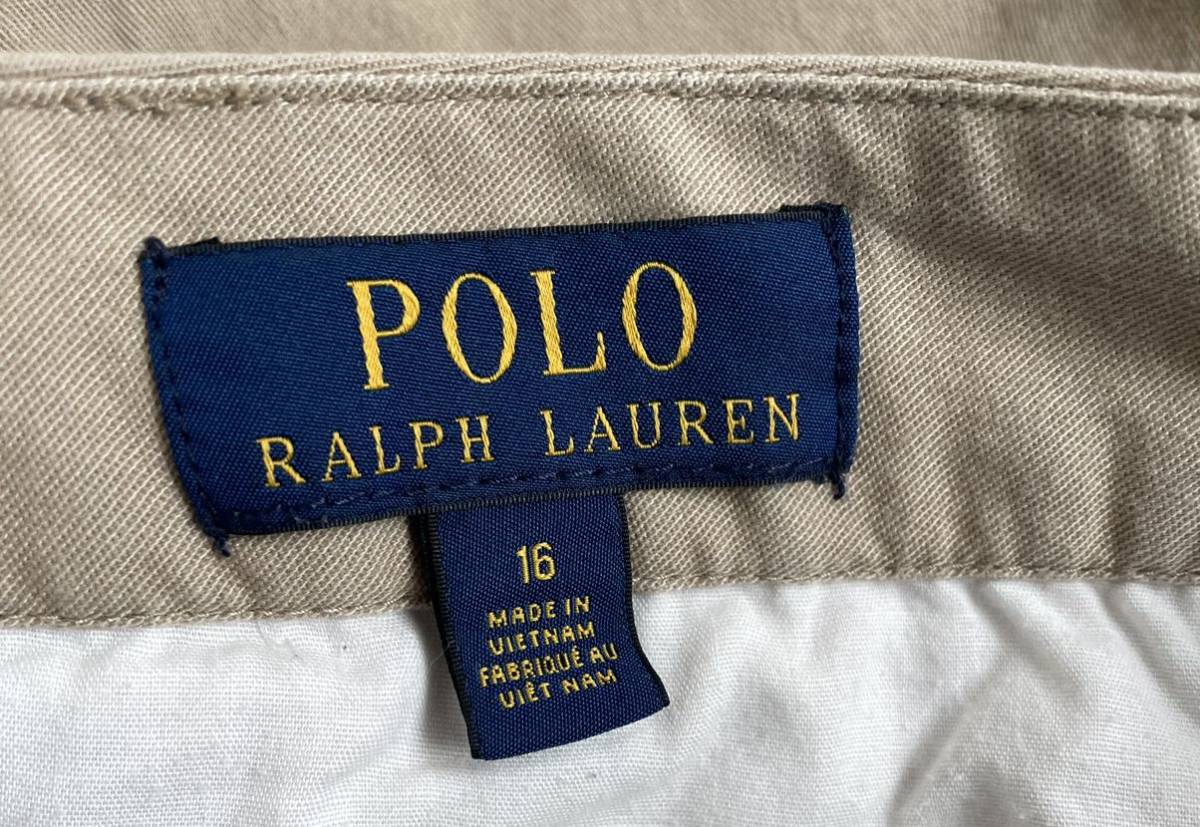 POLO
RALPH LAUREN
16
MADE IN
VIETNAM
FABRIQUÉ AU
VIÊT NAM